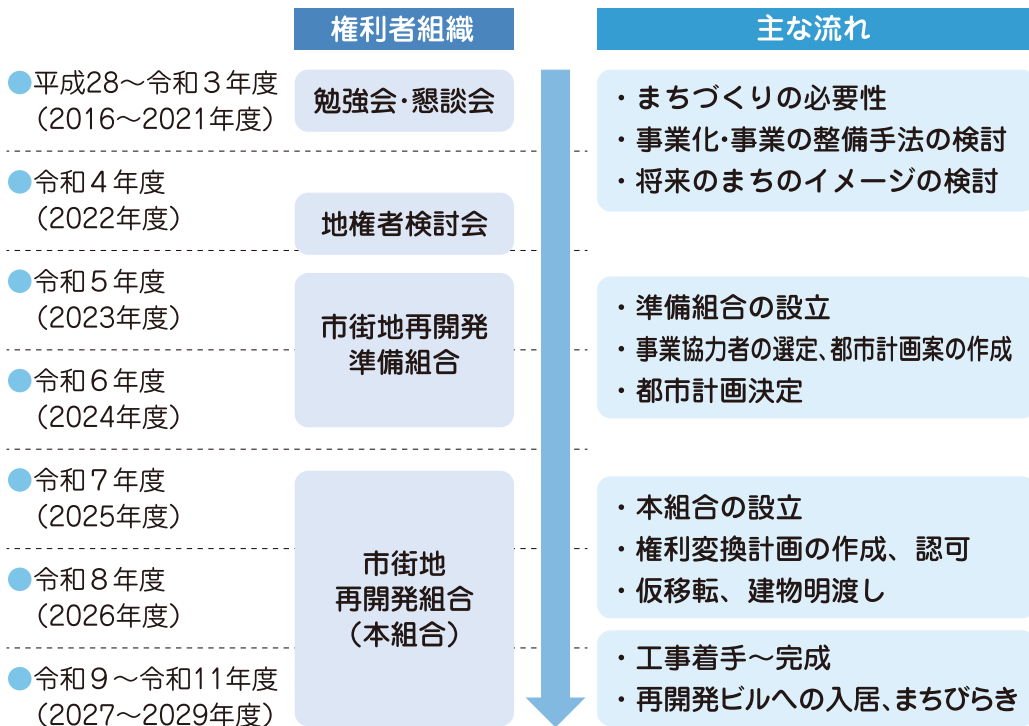 権利者組織
主な流れ
●平成28～令和3年度
（2016～2021年度）
勉強会・懇談会
・まちづくりの必要性
・事業化・事業の整備手法の検討
・将来のまちのイメージの検討
●令和4年度
（2022年度）
地権者検討会
●令和5年度
（2023年度）
市街地再開発
準備組合
・準備組合の設立
・事業協力者の選定、都市計画案の作成
・都市計画決定
●令和6年度
（2024年度）
●令和7年度
（2025年度）
市街地
再開発組合
（本組合）
・本組合の設立
・権利変換計画の作成、認可
・仮移転、建物明渡し
●令和8年度
（2026年度）
●令和9～令和11年度
（2027～2029年度）
・工事着手～完成
・再開発ビルへの入居、まちびらき